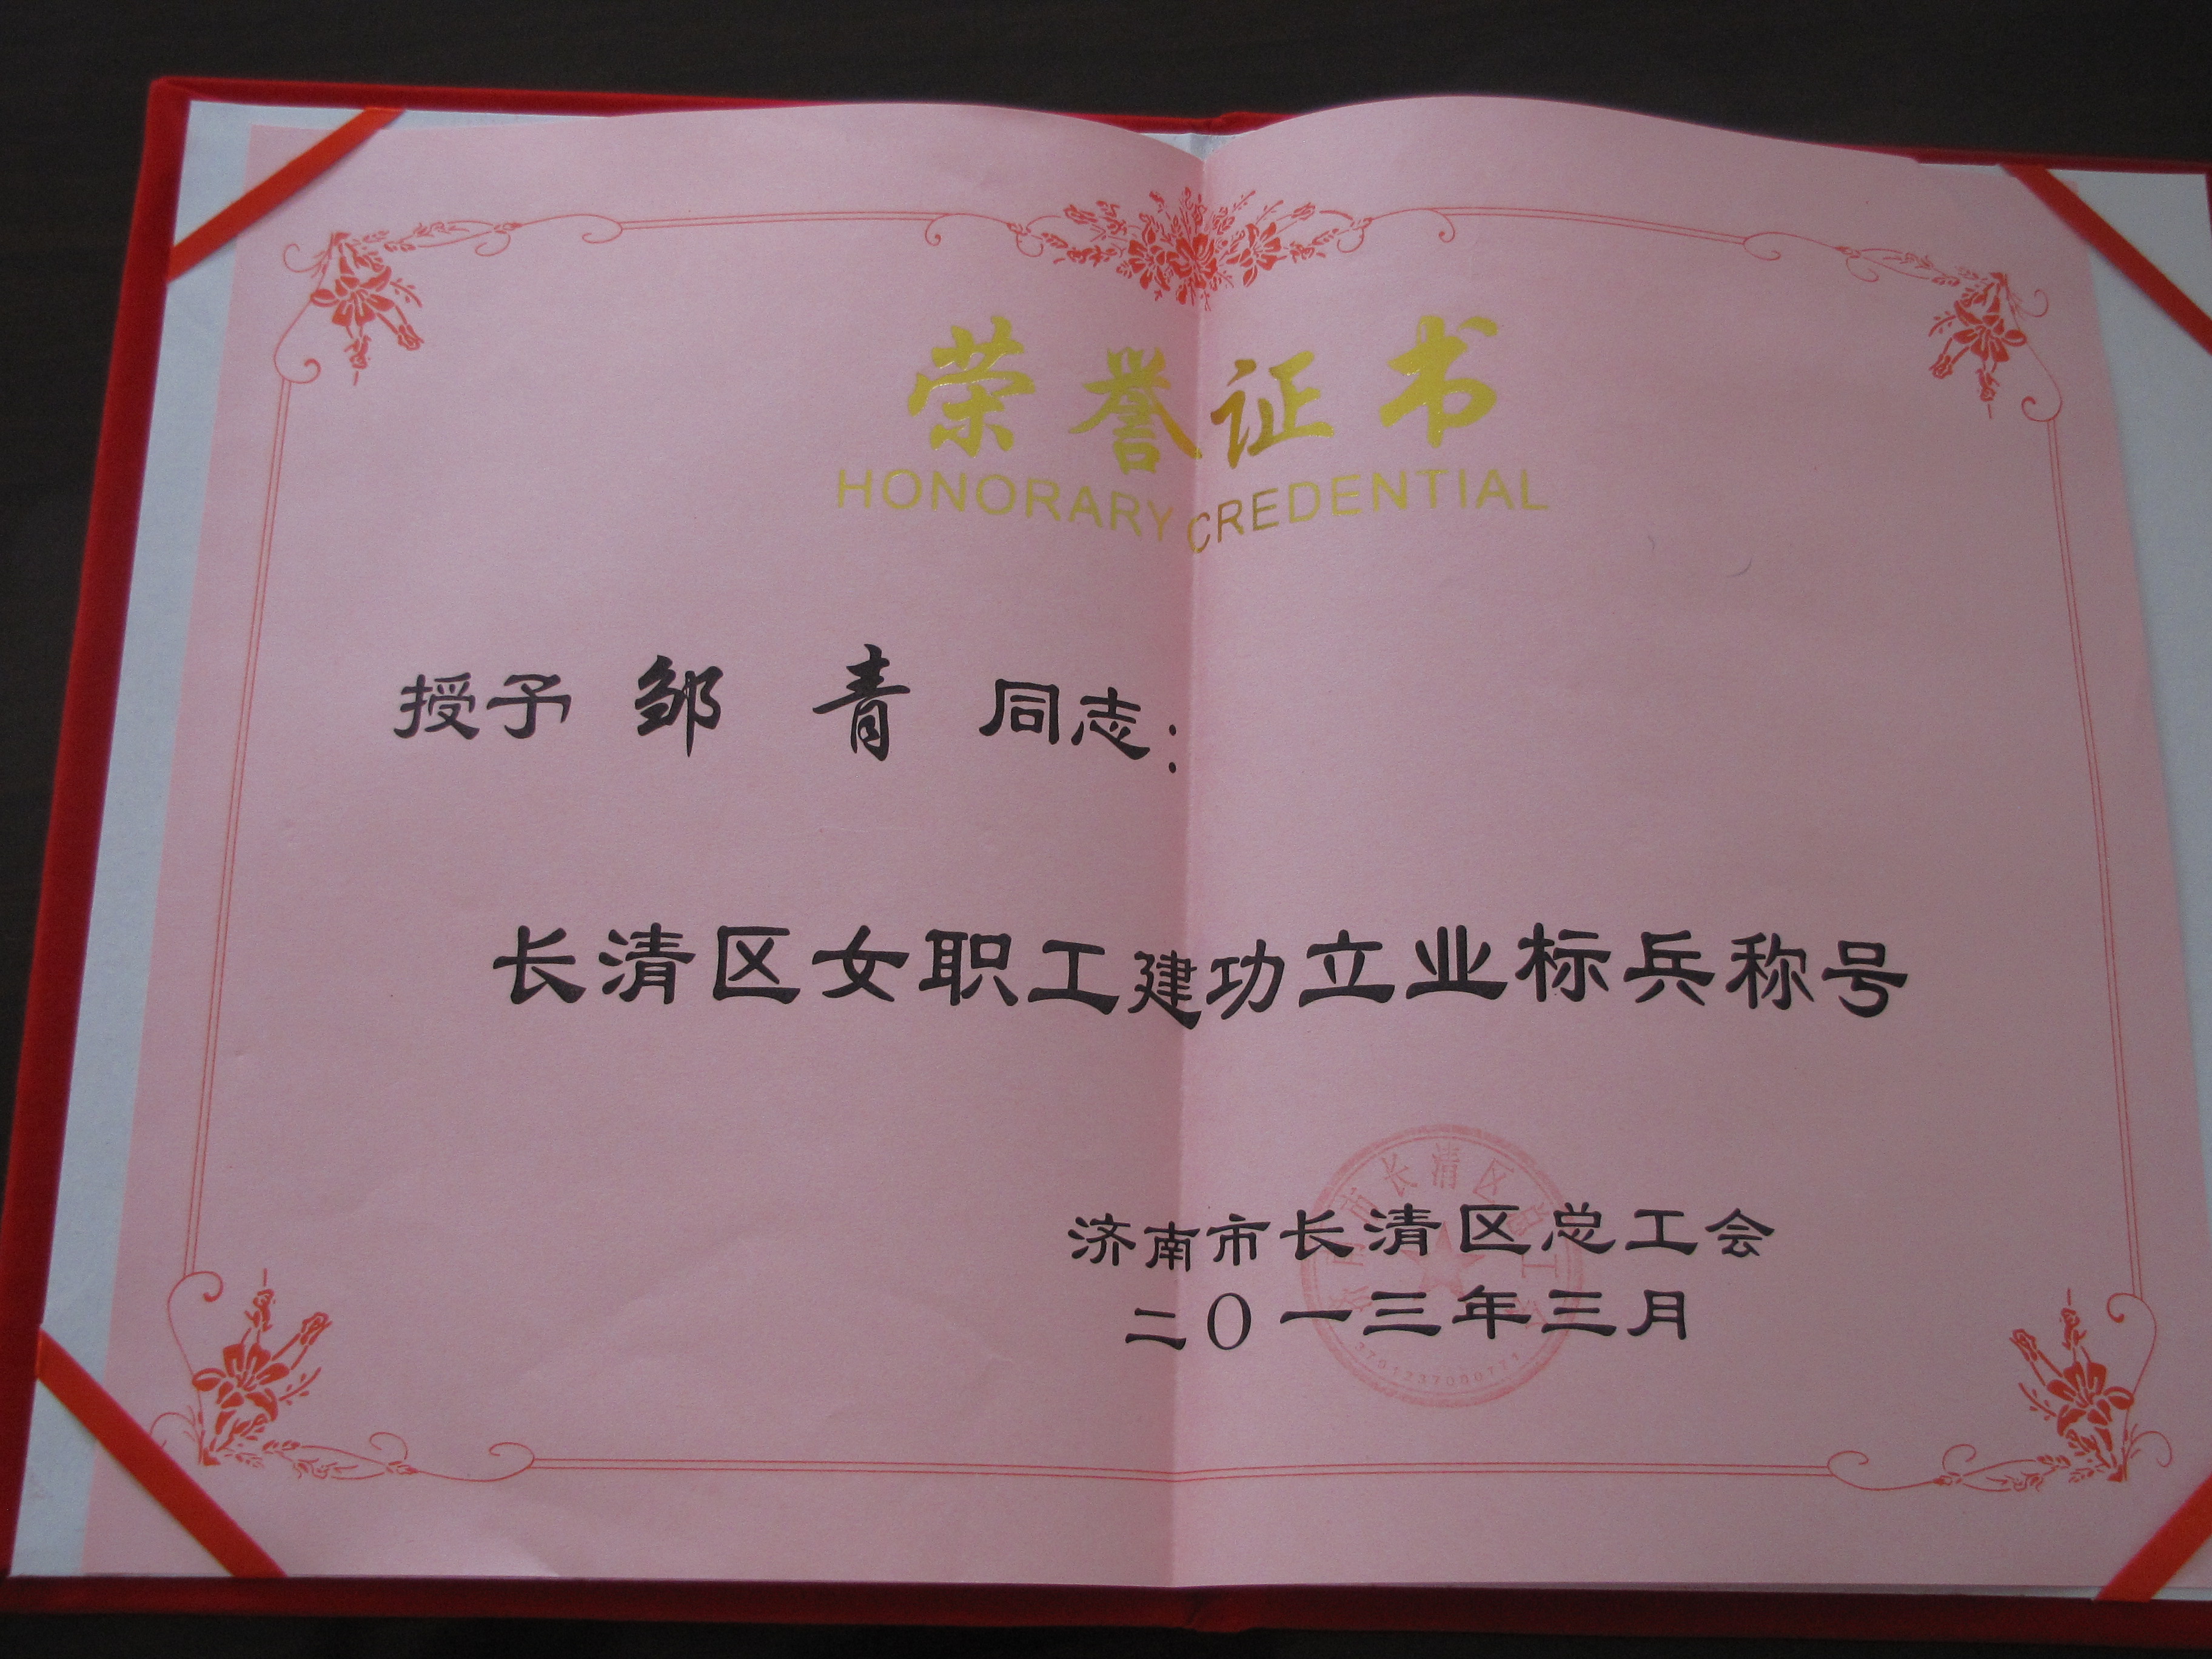 荣誉证书
HONORARY CREDENTIAL
授予 邹 青 同志：
长清区女职工建功立业标兵称号
济南市长清区总工会
二〇一三年三月